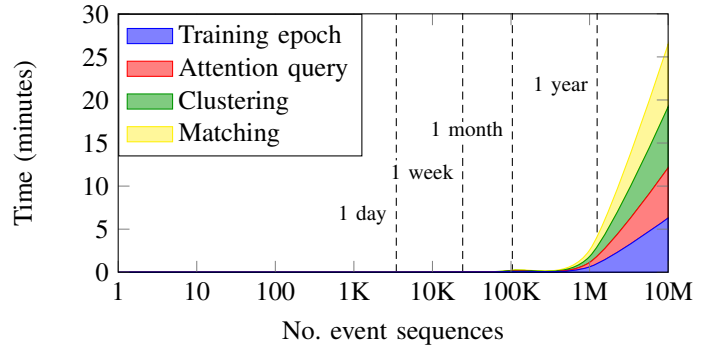 30
25
20
15
10
5
0
Time (minutes)
Training epoch
Attention query
Clustering
Matching
1 year
1 month
1 week
1 day
1
10
100
1K
10K
100K
1M
10M
No. event sequences